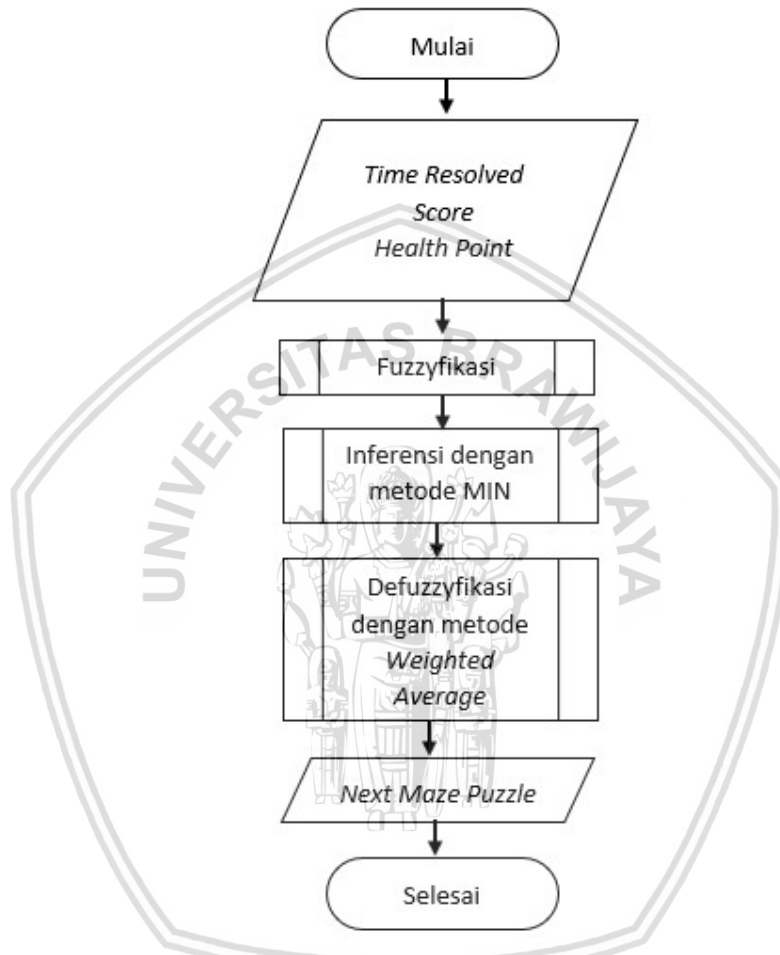 Mulai
Time Resolved
Score
Health Point
UNIVERSITAS BRAWIJAYA
Fuzzyfikasi
Inferensi dengan
metode MIN
Defuzzyfikasi
dengan metode
Weighted
Average
Next Maze Puzzle
Selesai